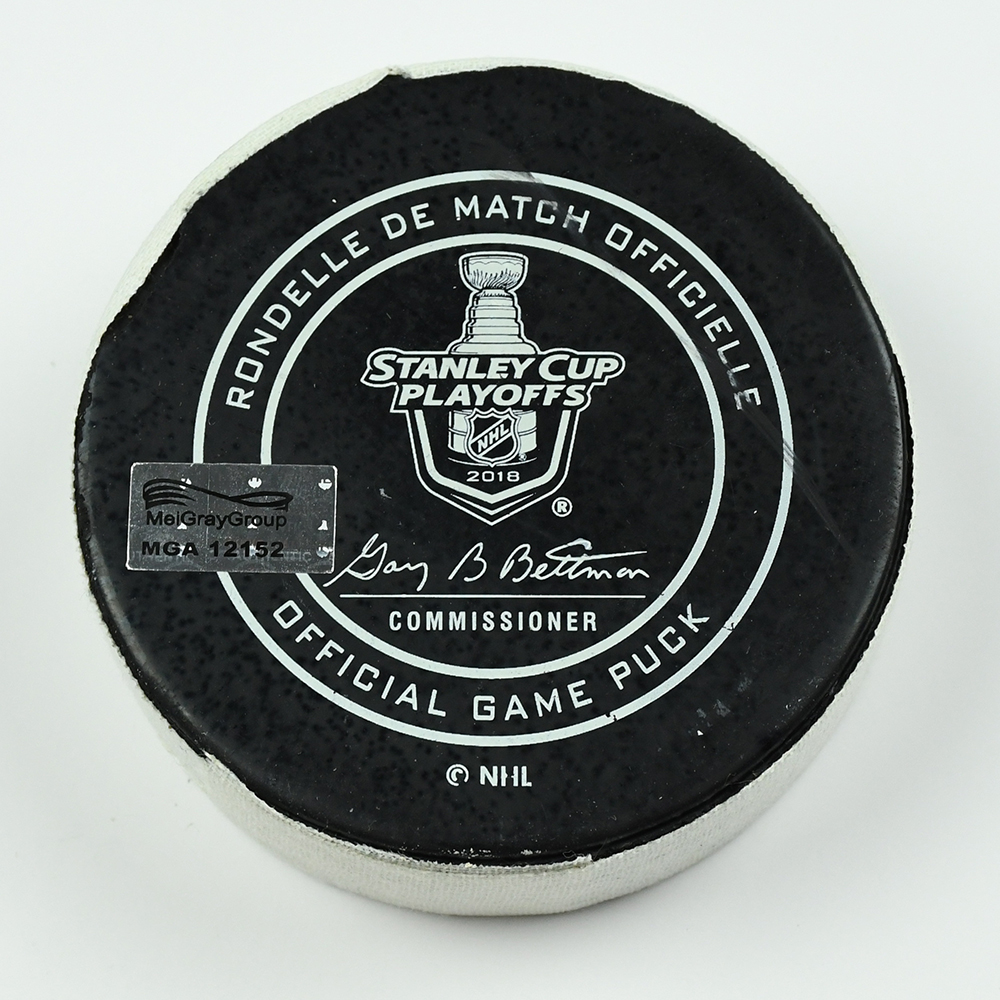 RONDELLE DE MATCH OFFICIELLE
STANLEY CUP
PLAYOFFS
NHL
2018
®
MeiGrayGroup
MGA 12152
Gary B Bettman
COMMISSIONER
OFFICIAL GAME PUCK
© NHL